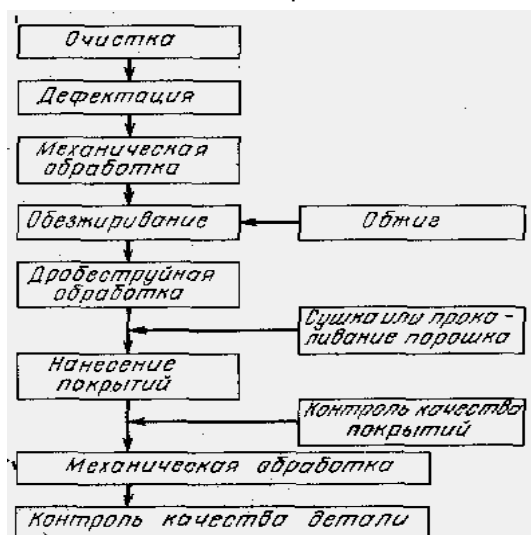 Очистка
Дефектация
Механическая
обработка
Обезжиривание
Обжиг
Дробеструйная
обработка
Сушка или прока -
ливание порошка
Нанесение
покрытий
Контроль качества
покрытий
Механическая обработка
Контроль качества детали